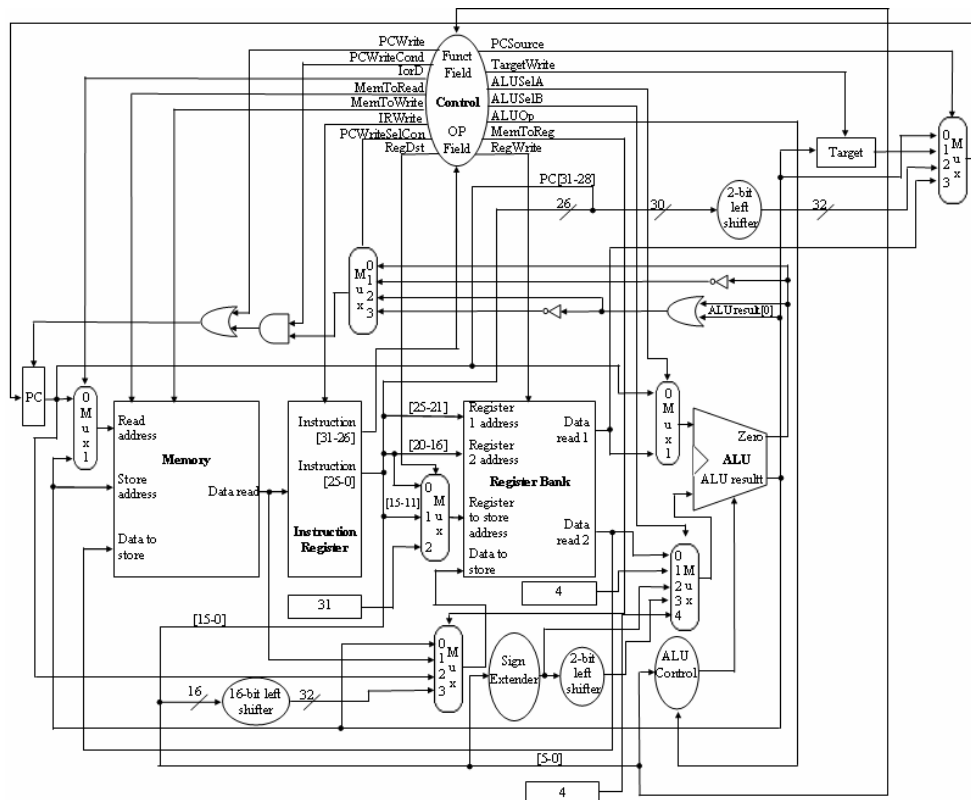 PCWrite
PCWriteCond
IorD
MemToRead
MemToWrite
IRWrite
PCWriteSelCon
RegDst
Funct
Field
Control
OP
Field
PCSource
TargetWrite
ALUSelA
ALUSelB
ALUOp
MemToReg
RegWrite
PC[31-28]
26
30
2-bit
left
shifter
32
Target
0
1 M
2 u
3 x
M 0
u 1
x 2
3
ALUresult[0]
PC
0
M
u
x
1
Read
address
Memory
Store
address
Data read
Data to
store
Instruction
[31-26]
Instruction
[25-0]
Instruction
Register
[25-21]
[20-16]
[15-11]
0
1 M
u
x
2
31
Register
1 address
Register
2 address
Data
read 1
Register Bank
Register
to store
address
Data
read 2
Data to
store
0
M
u
x
1
Zero
ALU
ALU resultt
4
0
1 M
2 u
3 x
4
[15-0]
16
16-bit left
shifter
32
0 M
1 u
2 x
3
Sign
Extender
2-bit
left
shifter
ALU
Control
[5-0]
4